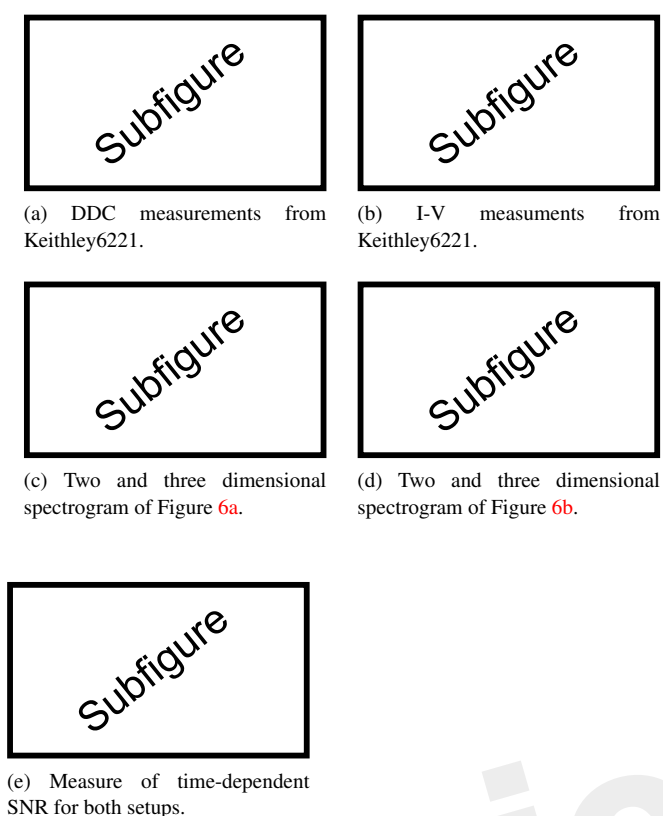 Subfigure
Subfigure
(a) DDC measurements from
Keithley6221.
(b) I-V measuments from
Keithley6221.
Subfigure
Subfigure
(c) Two and three dimensional
spectrogram of Figure 6a.
(d) Two and three dimensional
spectrogram of Figure 6b.
Subfigure
(e) Measure of time-dependent
SNR for both setups.